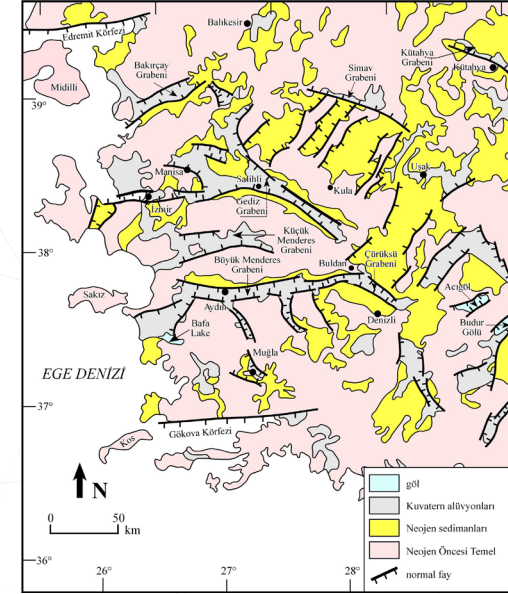 Balıkesir
Edremit Körfezi
Kütahya
Grabeni
Kütahya
Bakırçay
Grabeni
Simav
Grabeni
Midilli
39°
Manisa
Salihli
Uşak
Kula
İzmir
Gediz
Grabeni
Küçük
Menderes
Grabeni
38°
Büyük Menderes
Grabeni
Buldan
Çürüksu
Grabeni
Sakız
Acıgöl
Aydın
Denizli
Budur
Gölü
Bafa
Lake
Muğla
EGE DENİZİ
37°
Gökova Körfezi
Kos
N
0 50
km
göl
Kuvatern alüvyonları
Neojen sedimanları
Neojen Öncesi Temel
normal fay
36°
26° 27° 28°